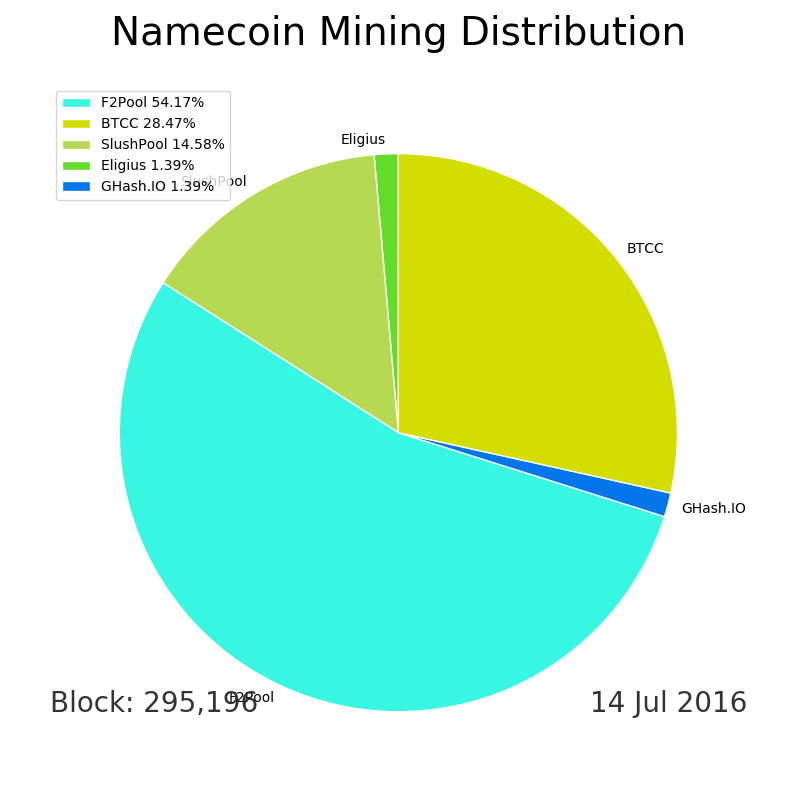 Namecoin Mining Distribution
F2Pool 54.17%
BTCC 28.47%
SlushPool 14.58%
Eligius 1.39%
GHash.IO 1.39%
Eligius
SlushPool
BTCC
GHash.IO
F2Pool
Block: 295,196
14 Jul 2016